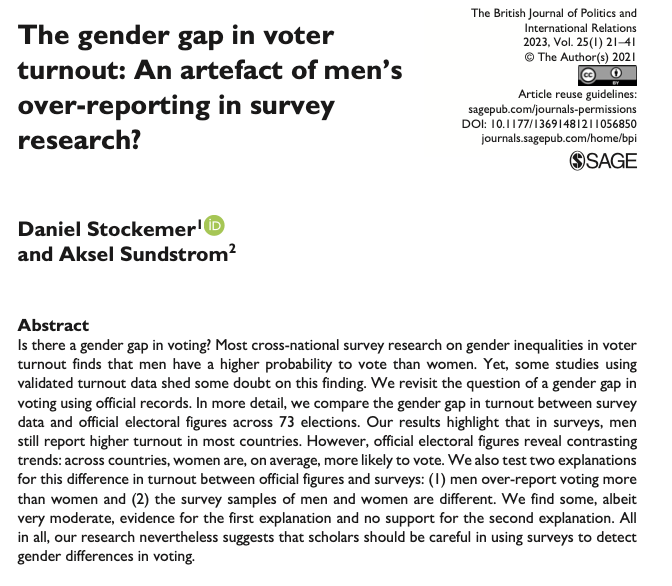 The gender gap in voter
turnout: An artefact of men's
over-reporting in survey
research?
The British Journal of Politics and
International Relations
2023, Vol. 25(1) 21–41
© The Author(s) 2021
cc BY
Article reuse guidelines:
sagepub.com/journals-permissions
DOI: 10.1177/13691481211056850
journals.sagepub.com/home/bpi
SAGE
Daniel Stockemer1 iD
and Aksel Sundstrom2
Abstract
Is there a gender gap in voting? Most cross-national survey research on gender inequalities in voter
turnout finds that men have a higher probability to vote than women. Yet, some studies using
validated turnout data shed some doubt on this finding. We revisit the question of a gender gap in
voting using official records. In more detail, we compare the gender gap in turnout between survey
data and official electoral figures across 73 elections. Our results highlight that in surveys, men
still report higher turnout in most countries. However, official electoral figures reveal contrasting
trends: across countries, women are, on average, more likely to vote. We also test two explanations
for this difference in turnout between official figures and surveys: (1) men over-report voting more
than women and (2) the survey samples of men and women are different. We find some, albeit
very moderate, evidence for the first explanation and no support for the second explanation. All
in all, our research nevertheless suggests that scholars should be careful in using surveys to detect
gender differences in voting.